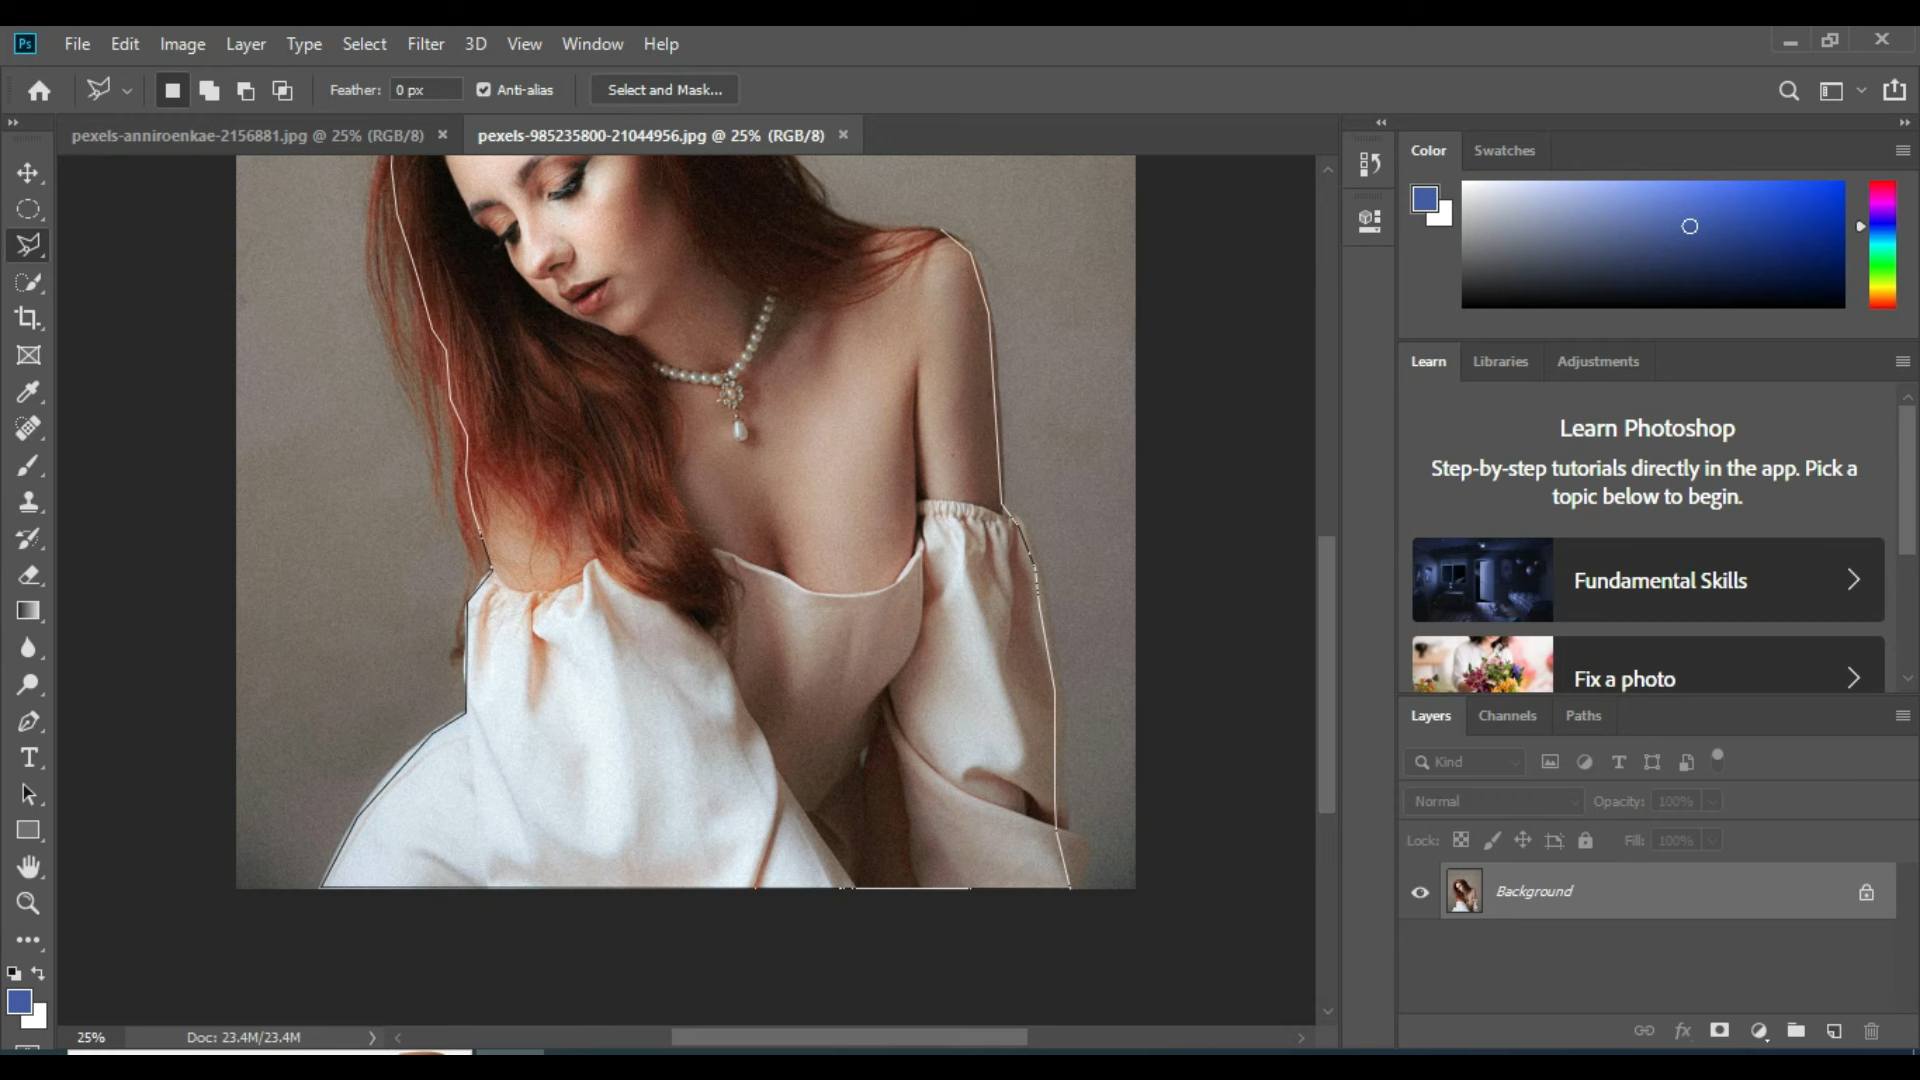 Ps File Edit Image Layer Type Select Filter 3D View Window Help
Feather: 0 px Anti-alias Select and Mask...
pexels-anniroenkae-2156881.jpg @ 25% (RGB/8) × pexels-985235800-21044956.jpg @ 25% (RGB/8) ×
Color Swatches
Learn Libraries Adjustments
Learn Photoshop
Step-by-step tutorials directly in the app. Pick a
topic below to begin.
Fundamental Skills
Fix a photo
Layers Channels Paths
Kind
Normal Opacity: 100%
Lock: Fill: 100%
Background
fx
25% Doc: 23.4M/23.4M